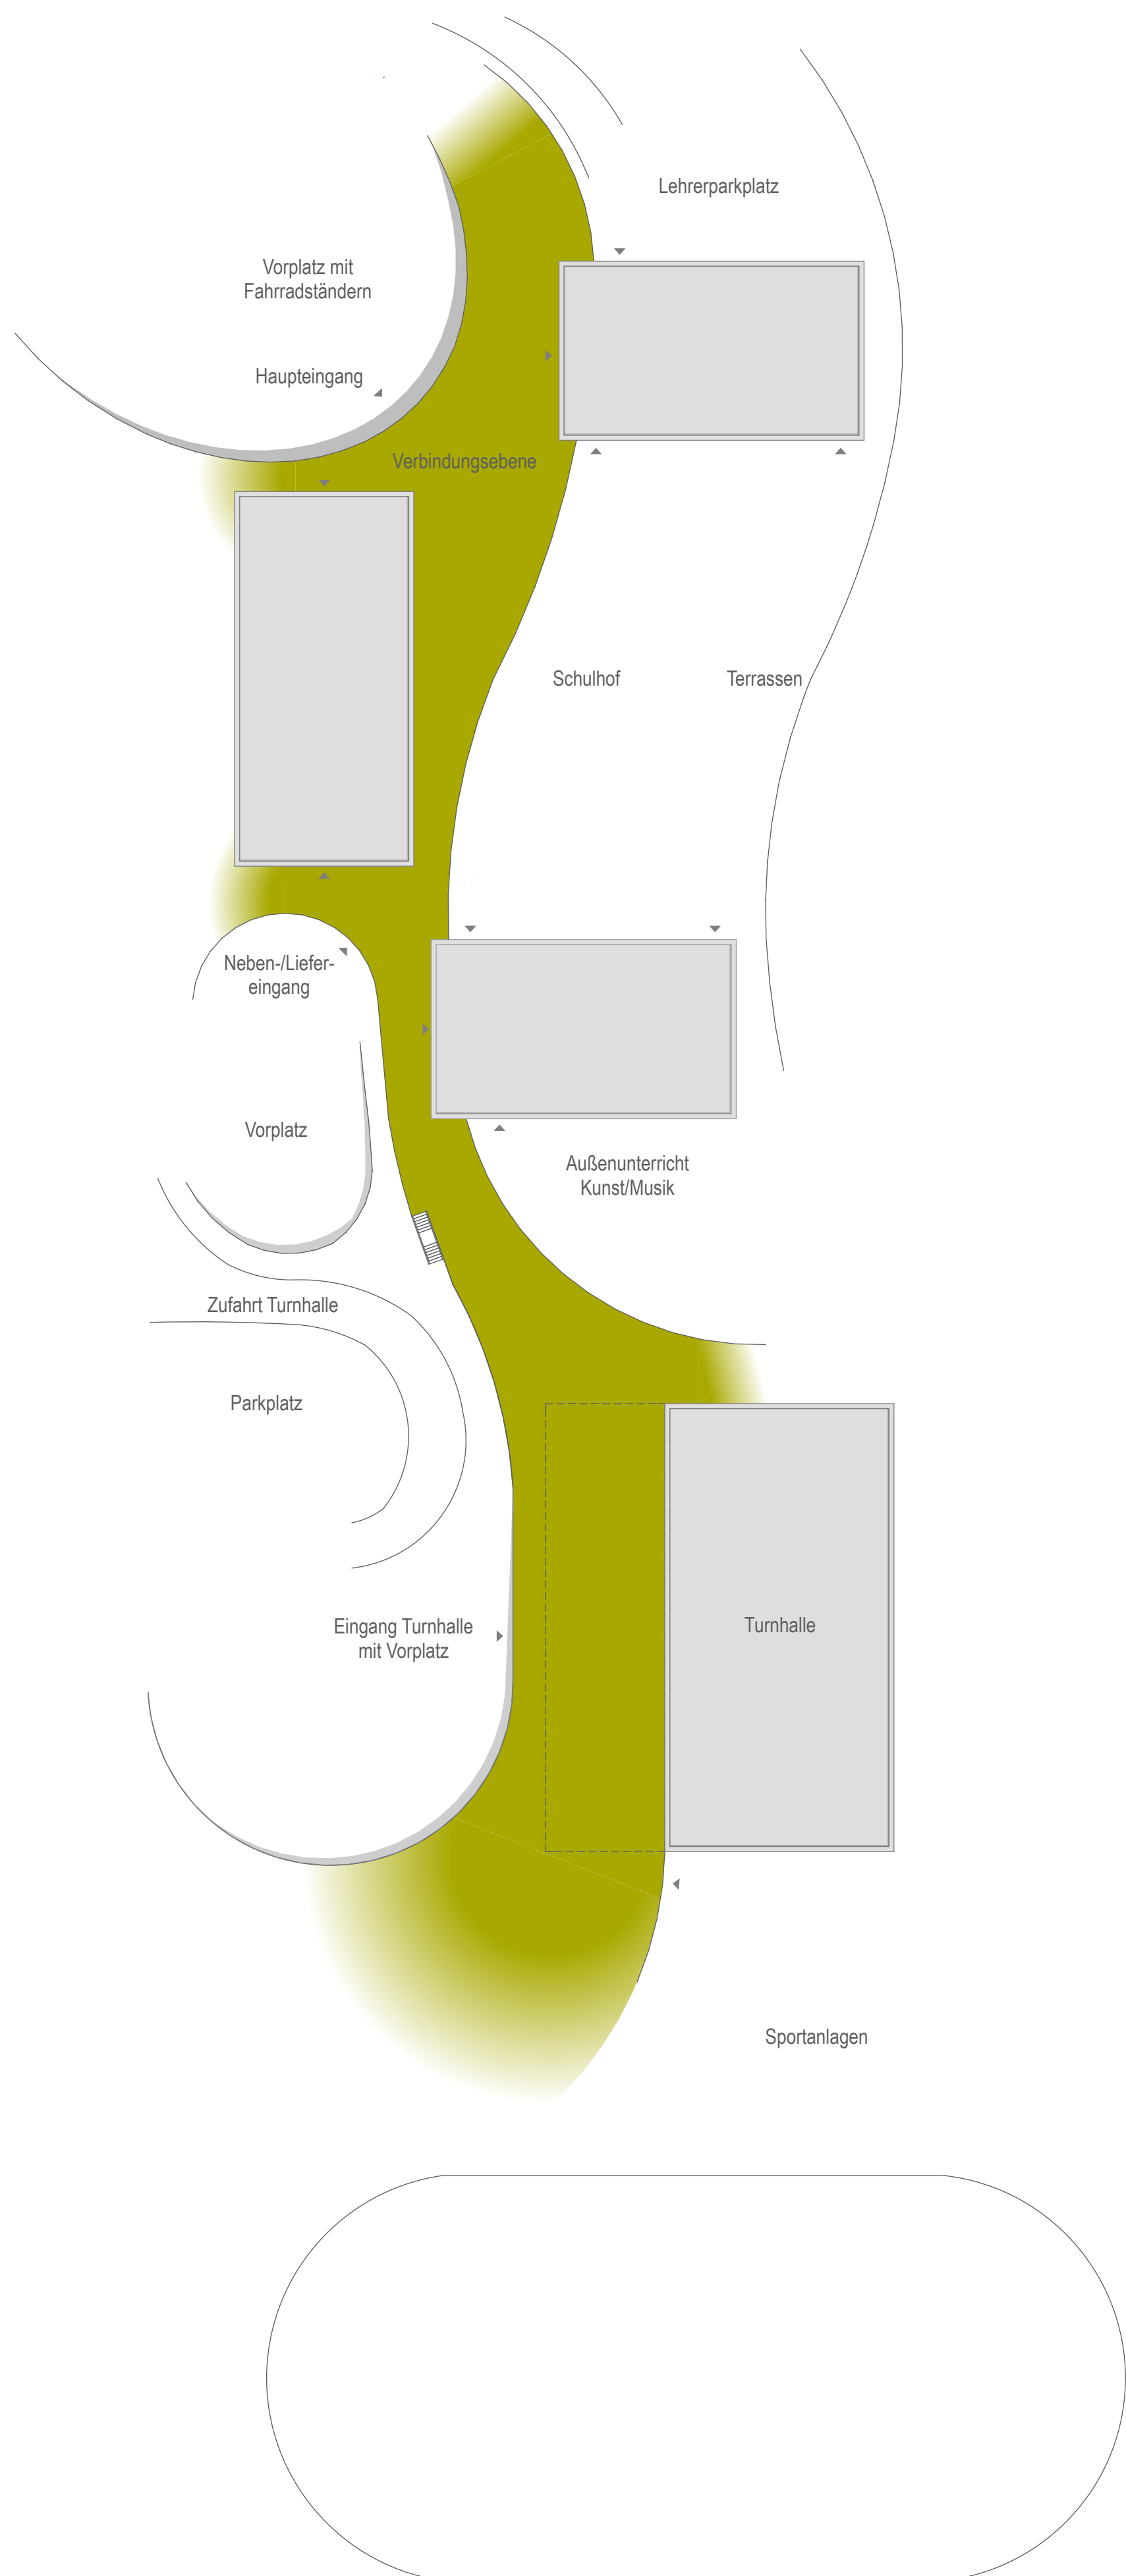 Lehrerparkplatz
Vorplatz mit
Fahrradständern
Haupteingang
Verbindungsebene
Schulhof
Terrassen
Neben-/Liefer-
eingang
Vorplatz
Außenunterricht
Kunst/Musik
Zufahrt Turnhalle
Parkplatz
Eingang Turnhalle
mit Vorplatz
Turnhalle
Sportanlagen